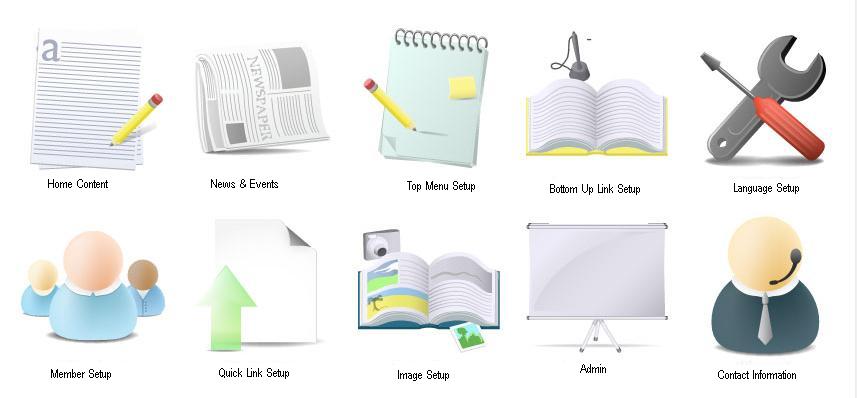 a
NEWSPAPER
Home Content
News & Events
Top Menu Setup
Bottom Up Link Setup
Language Setup
Member Setup
Quick Link Setup
Image Setup
Admin
Contact Information